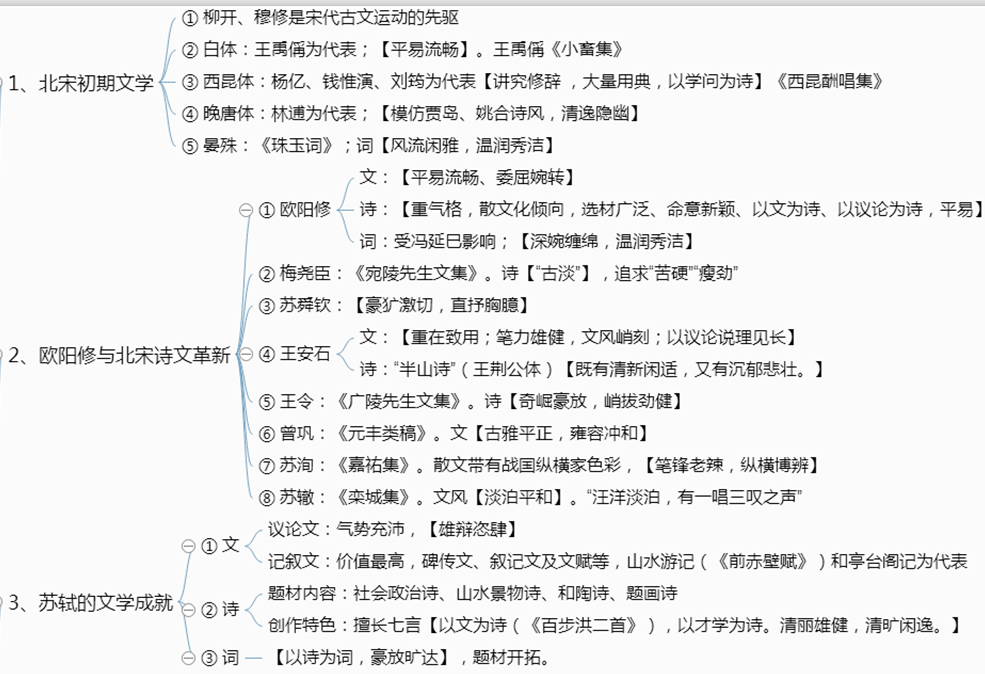 1、北宋初期文学
① 柳开、穆修是宋代古文运动的先驱
② 白体：王禹偁为代表；【平易流畅】。王禹偁《小畜集》
③ 西昆体：杨亿、钱惟演、刘筠为代表【讲究修辞 ，大量用典，以学问为诗】《西昆酬唱集》
④ 晚唐体：林逋为代表；【模仿贾岛、姚合诗风，清逸隐幽】
⑤ 晏殊：《珠玉词》；词【风流闲雅，温润秀洁】
2、欧阳修与北宋诗文革新
① 欧阳修
文：【平易流畅、委屈婉转】
诗：【重气格，散文化倾向，选材广泛、命意新颖、以文为诗、以议论为诗，平易】
词：受冯延巳影响；【深婉缠绵，温润秀洁】
② 梅尧臣：《宛陵先生文集》。诗【“古淡”】，追求“苦硬”“瘦劲”
③ 苏舜钦：【豪犷激切，直抒胸臆】
④ 王安石
文：【重在致用；笔力雄健，文风峭刻；以议论说理见长】
诗：“半山诗”（王荆公体）【既有清新闲适，又有沉郁悲壮。】
⑤ 王令：《广陵先生文集》。诗【奇崛豪放，峭拔劲健】
⑥ 曾巩：《元丰类稿》。文【古雅平正，雍容冲和】
⑦ 苏洵：《嘉祐集》。散文带有战国纵横家色彩，【笔锋老辣，纵横博辨】
⑧ 苏辙：《栾城集》。文风【淡泊平和】。“汪洋淡泊，有一唱三叹之声”
3、苏轼的文学成就
① 文
议论文：气势充沛，【雄辩恣肆】
记叙文：价值最高，碑传文、叙记文及文赋等，山水游记（《前赤壁赋》）和亭台阁记为代表
② 诗
题材内容：社会政治诗、山水景物诗、和陶诗、题画诗
创作特色：擅长七言【以文为诗（《百步洪二首》），以才学为诗。清丽雄健，清旷闲逸。】
③ 词
【以诗为词，豪放旷达】，题材开拓。